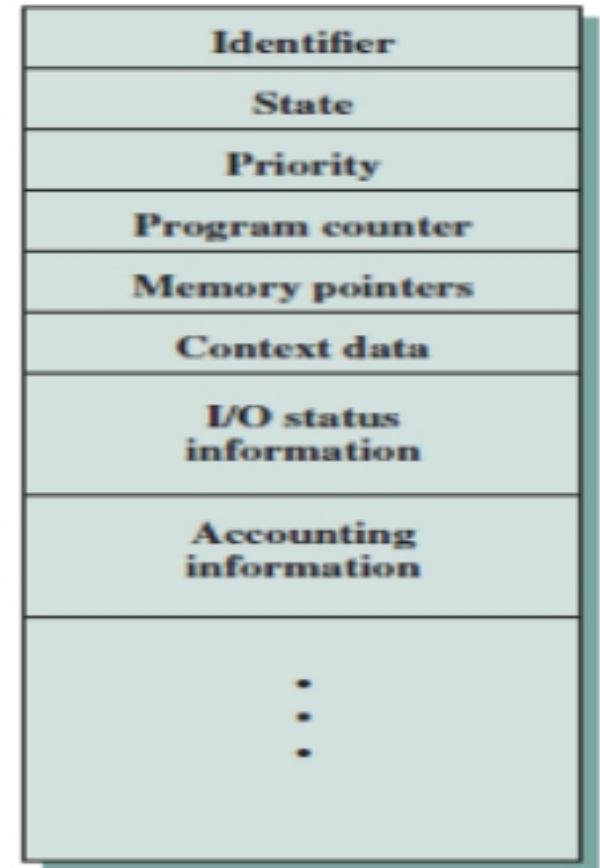 Identifier
State
Priority
Program counter
Memory pointers
Context data
I/O status
information
Accounting
information